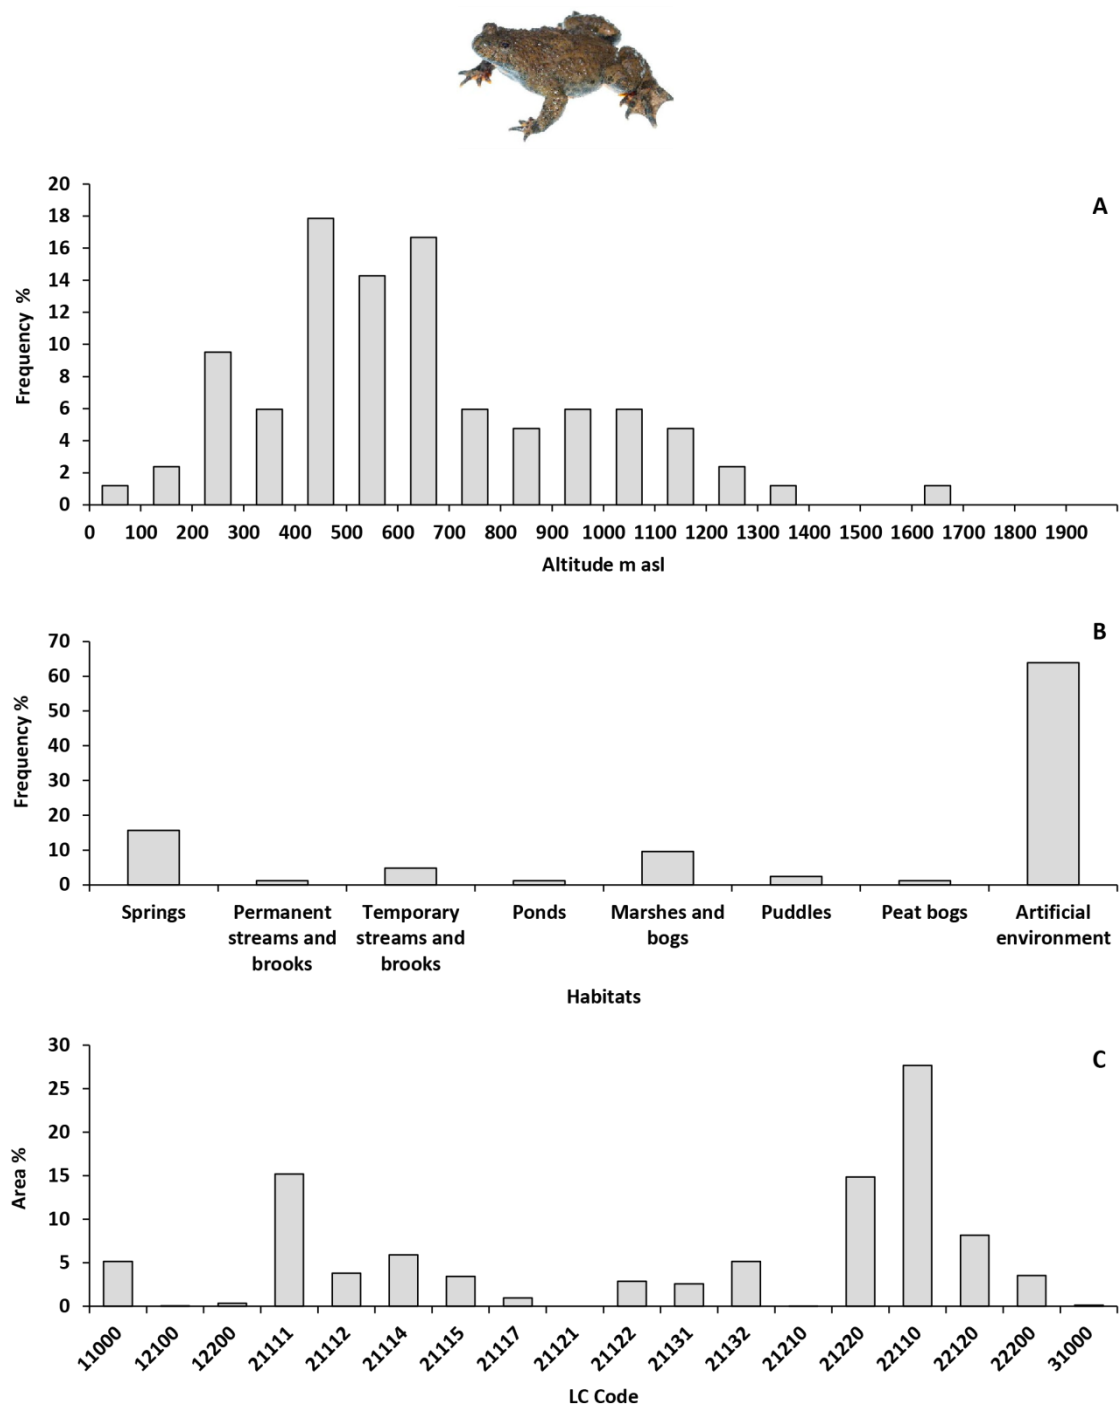 20
18
16
14
12
10
8
6
4
2
0
Frequency %
A
0 100 200 300 400 500 600 700 800 900 1000 1100 1200 1300 1400 1500 1600 1700 1800 1900
Altitude m asl
70
60
50
40
30
20
10
0
Frequency %
B
Springs
Permanent
streams and
brooks
Temporary
streams and
brooks
Ponds
Marshes and
bogs
Puddles
Peat bogs
Artificial
environment
Habitats
30
25
20
15
10
5
0
Area %
C
11000 12100 12200 21111 21112 21114 21115 21117 21121 21122 21131 21132 21210 21220 22110 22120 22200 31000
LC Code